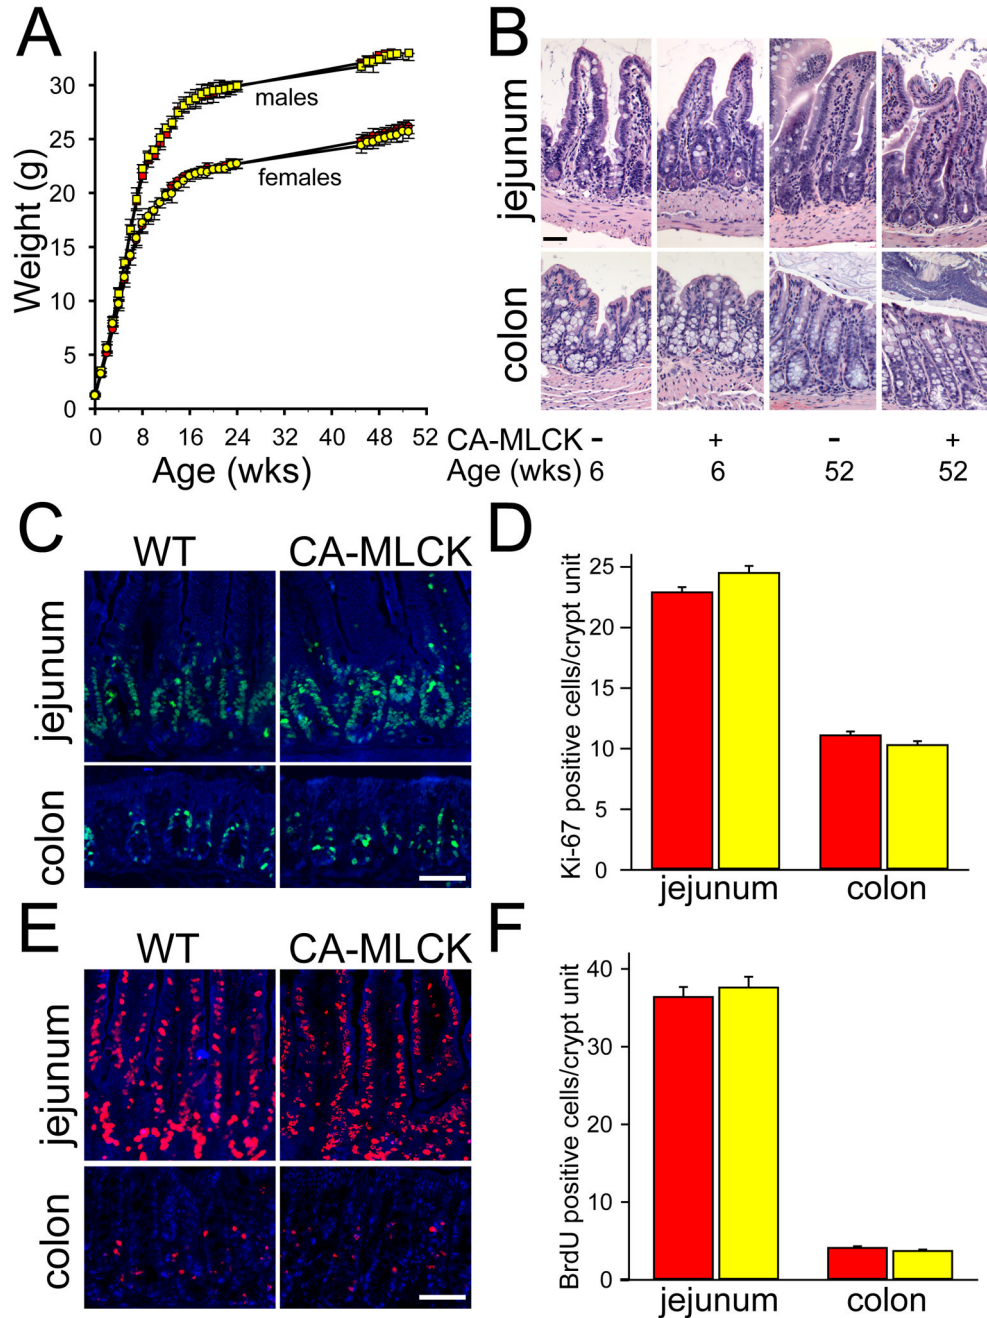 A
Weight (g)
30
25
20
15
10
5
0
males
females
0 8 16 24 32 40 48 52
Age (wks)
B
jejunum
colon
CA-MLCK - + - +
Age (wks) 6 6 52 52
C
WT CA-MLCK
jejunum
colon
D
Ki-67 positive cells/crypt unit
25
22
15
10
5
0
jejunum colon
E
WT CA-MLCK
jejunum
colon
F
BrdU positive cells/crypt unit
40
30
20
10
0
jejunum colon